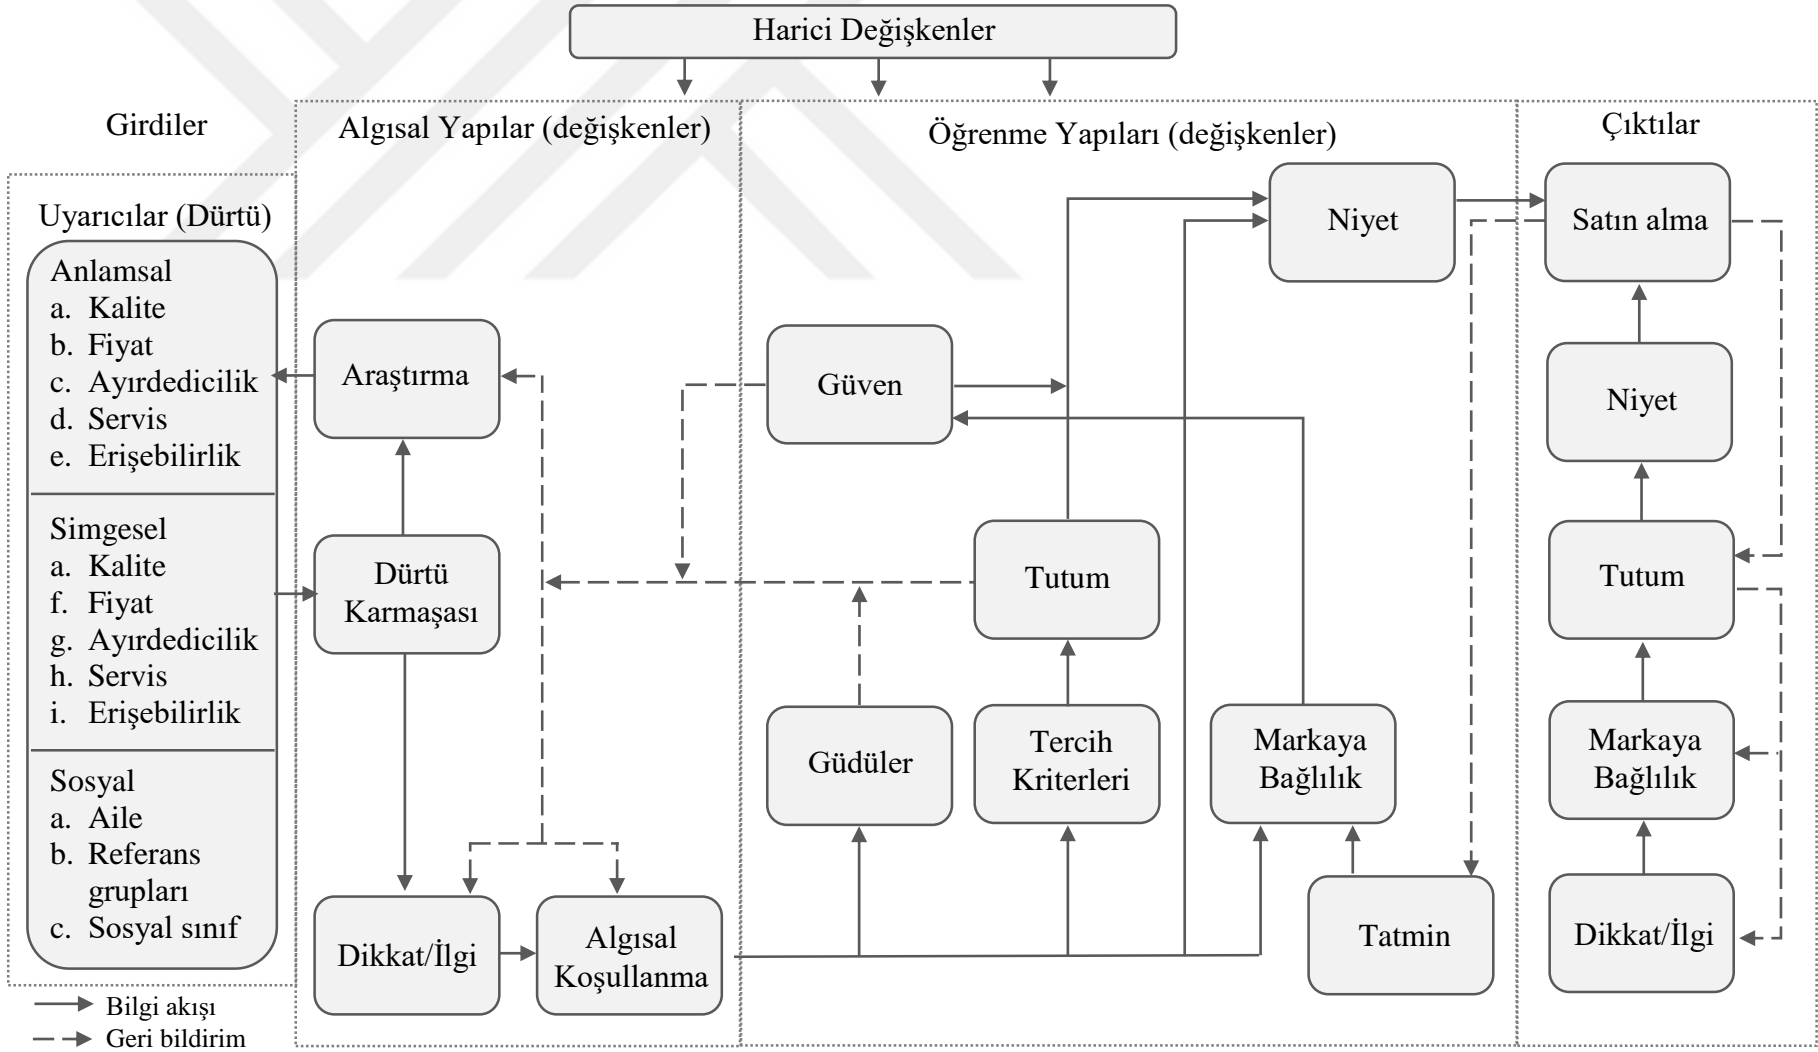 Harici Değişkenler
Girdiler
Algısal Yapılar (değişkenler)
Öğrenme Yapıları (değişkenler)
Çıktılar
Uyarıcılar (Dürtü)
Anlamsal
a. Kalite
b. Fiyat
c. Ayırdedicilik
d. Servis
e. Erişebilirlik
Simgesel
a. Kalite
f. Fiyat
g. Ayırdedicilik
h. Servis
i. Erişebilirlik
Sosyal
a. Aile
b. Referans
grupları
c. Sosyal sınıf
Araştırma
Dürtü
Karmaşası
Dikkat/İlgi
Algısal
Koşullanma
Niyet
Güven
Tutum
Güdüler
Tercih
Kriterleri
Markaya
Bağlılık
Tatmin
Satın alma
Niyet
Tutum
Markaya
Bağlılık
Dikkat/İlgi
Bilgi akışı
Geri bildirim